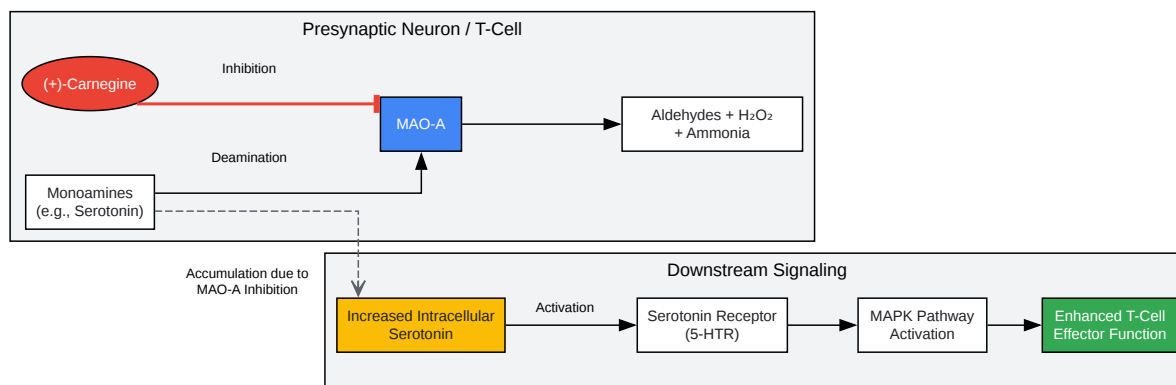 Presynaptic Neuron / T-Cell
(+)-Carnegine
Inhibition
MAO-A
Aldehydes + H₂O₂
+ Ammonia
Deamination
Monoamines
(e.g., Serotonin)
Accumulation due to
MAO-A Inhibition
Downstream Signaling
Increased Intracellular
Serotonin
Activation
Serotonin Receptor
(5-HTR)
MAPK Pathway
Activation
Enhanced T-Cell
Effector Function